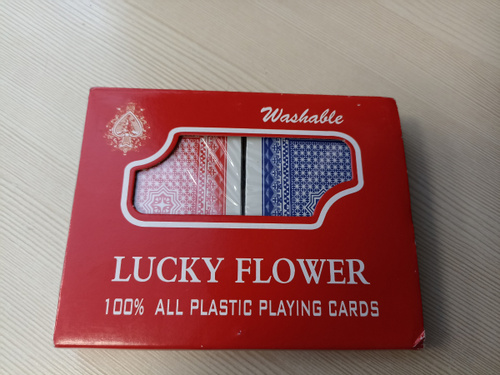 Washable
LUCKY FLOWER
100% ALL PLASTIC PLAYING CARDS